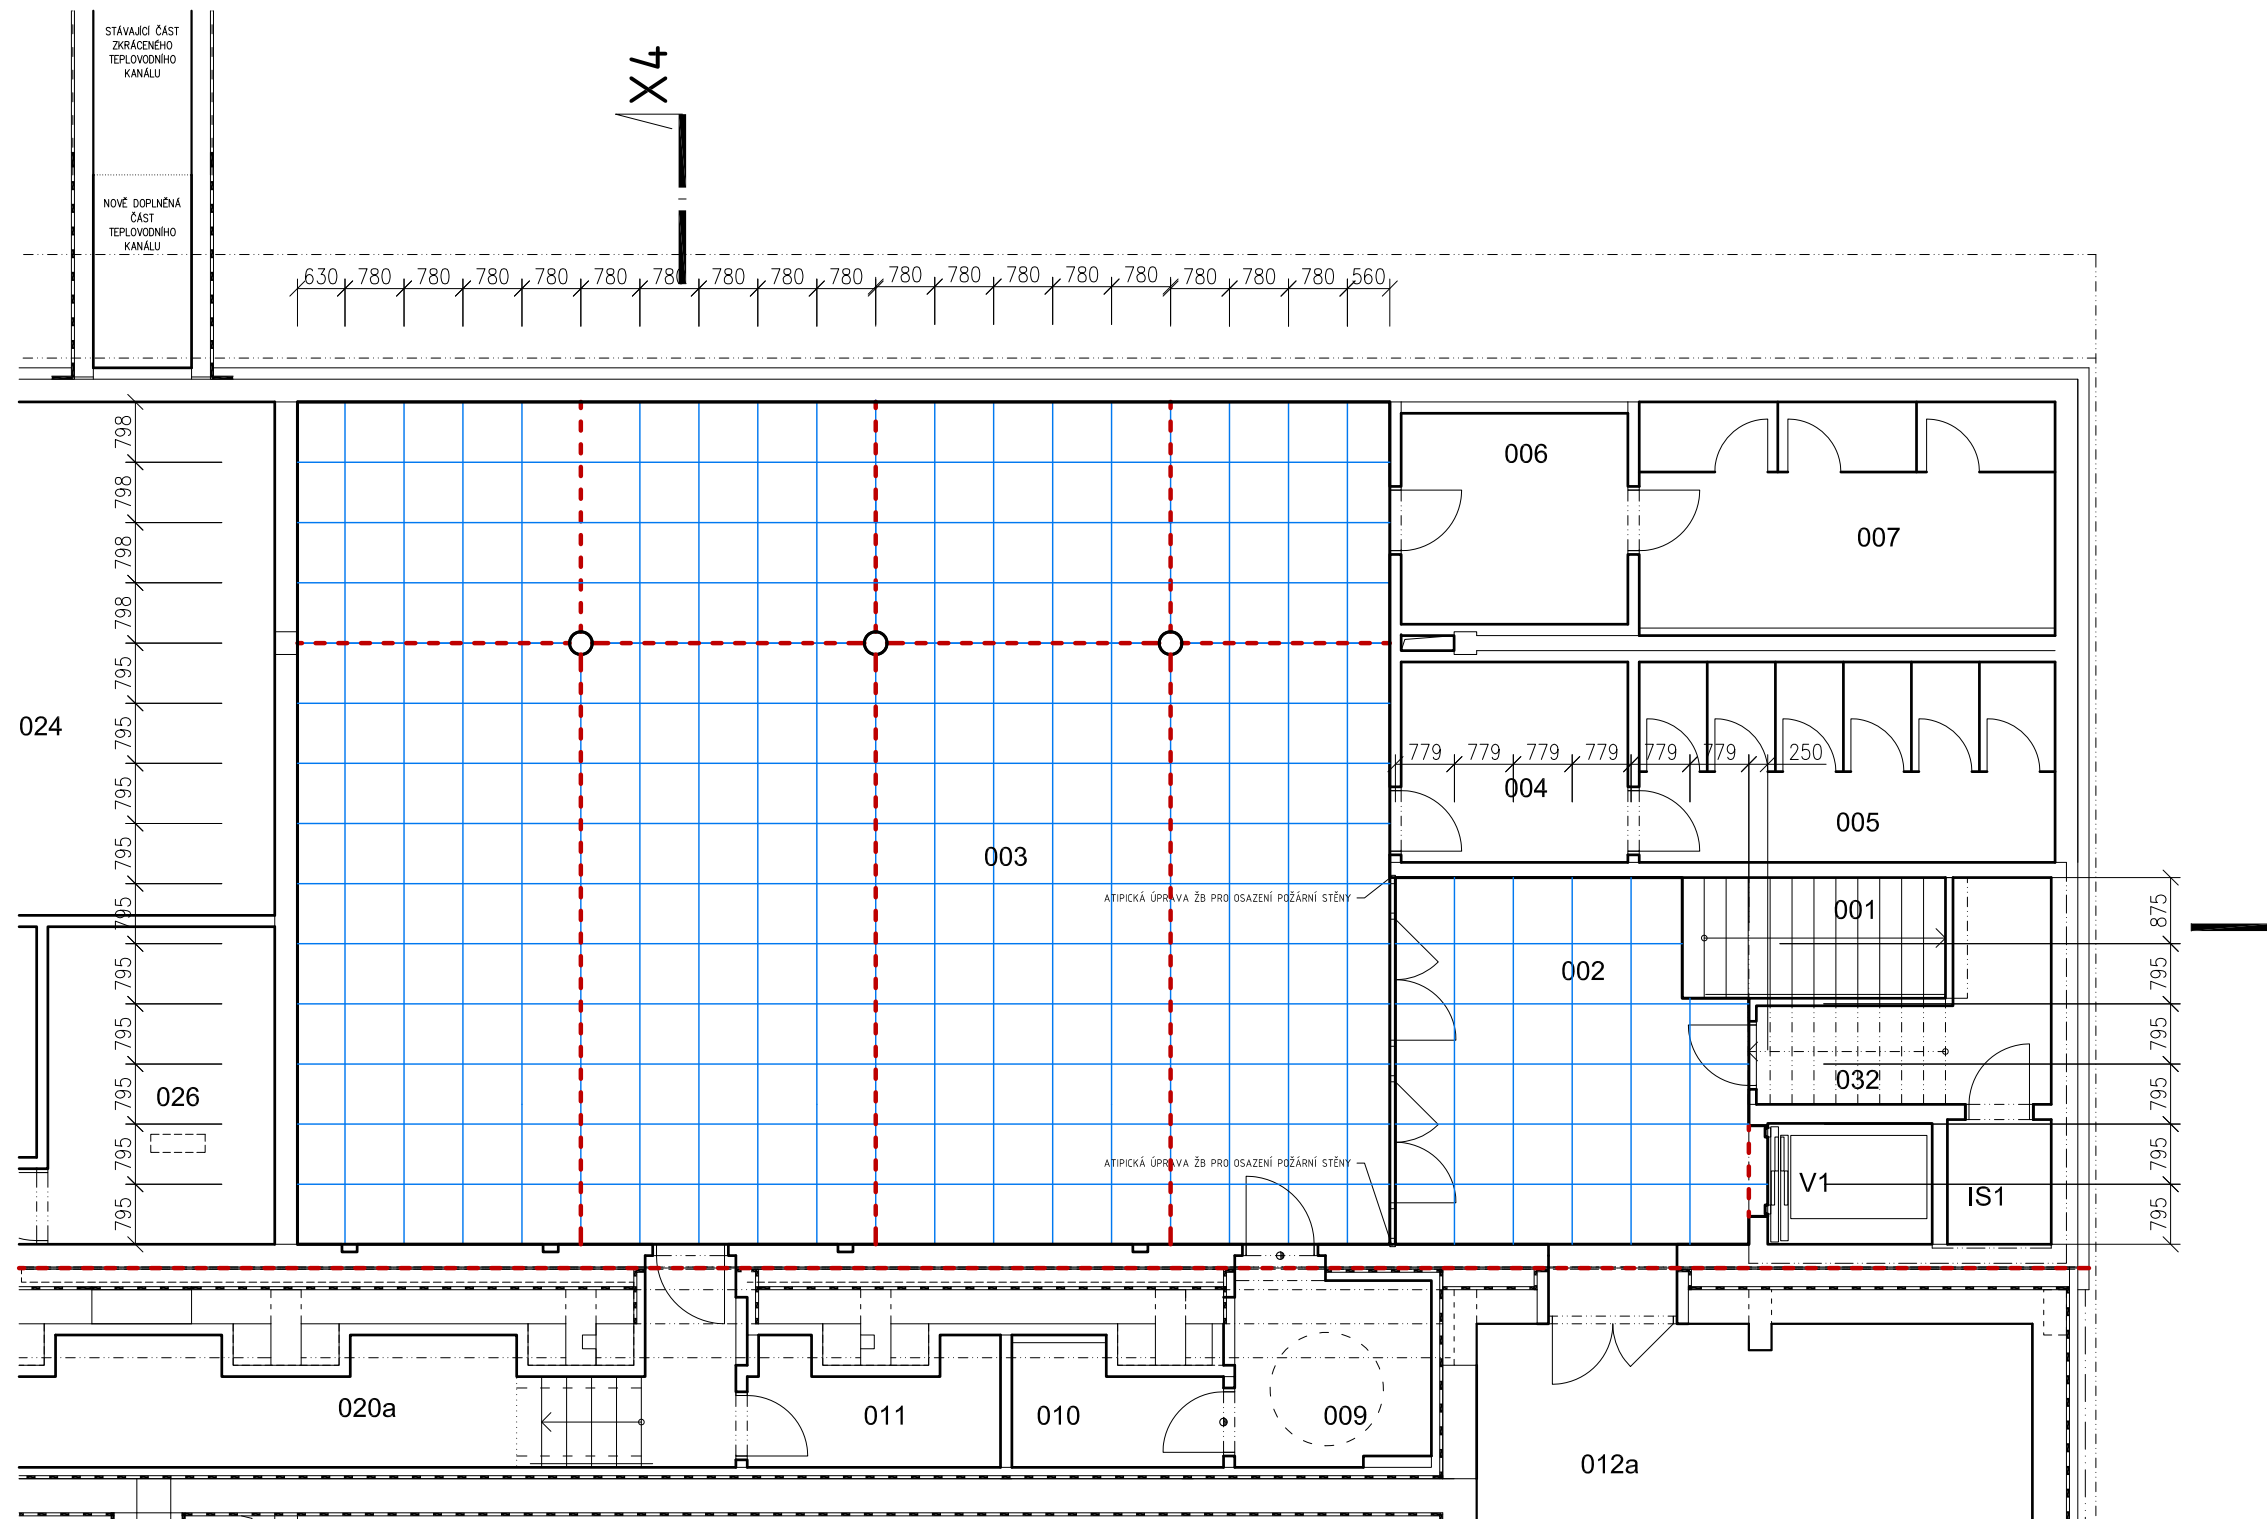 STÁVAJÍCÍ ČÁST
ZKRÁCENÉHO
TEPLOVODNÍHO
KANÁLU
X4
NOVĚ DOPLNĚNÁ
ČÁST
TEPLOVODNÍHO
KANÁLU
630 780 780 780 780 780 780 780 780 780 780 780 780 780 780 780 780 780 560
798
798
798
798
795
795
795
795
795
795
795
795
795
795
006
007
024
779 779 779 779 779 779 250
004
005
003
ATIPICKÁ ÚPRAVA ŽB PRO OSAZENÍ POŽÁRNÍ STĚNY
001
002
875
795
795
795
795
795
032
026
ATIPICKÁ ÚPRAVA ŽB PRO OSAZENÍ POŽÁRNÍ STĚNY
V1
IS1
020a
011
010
009
012a